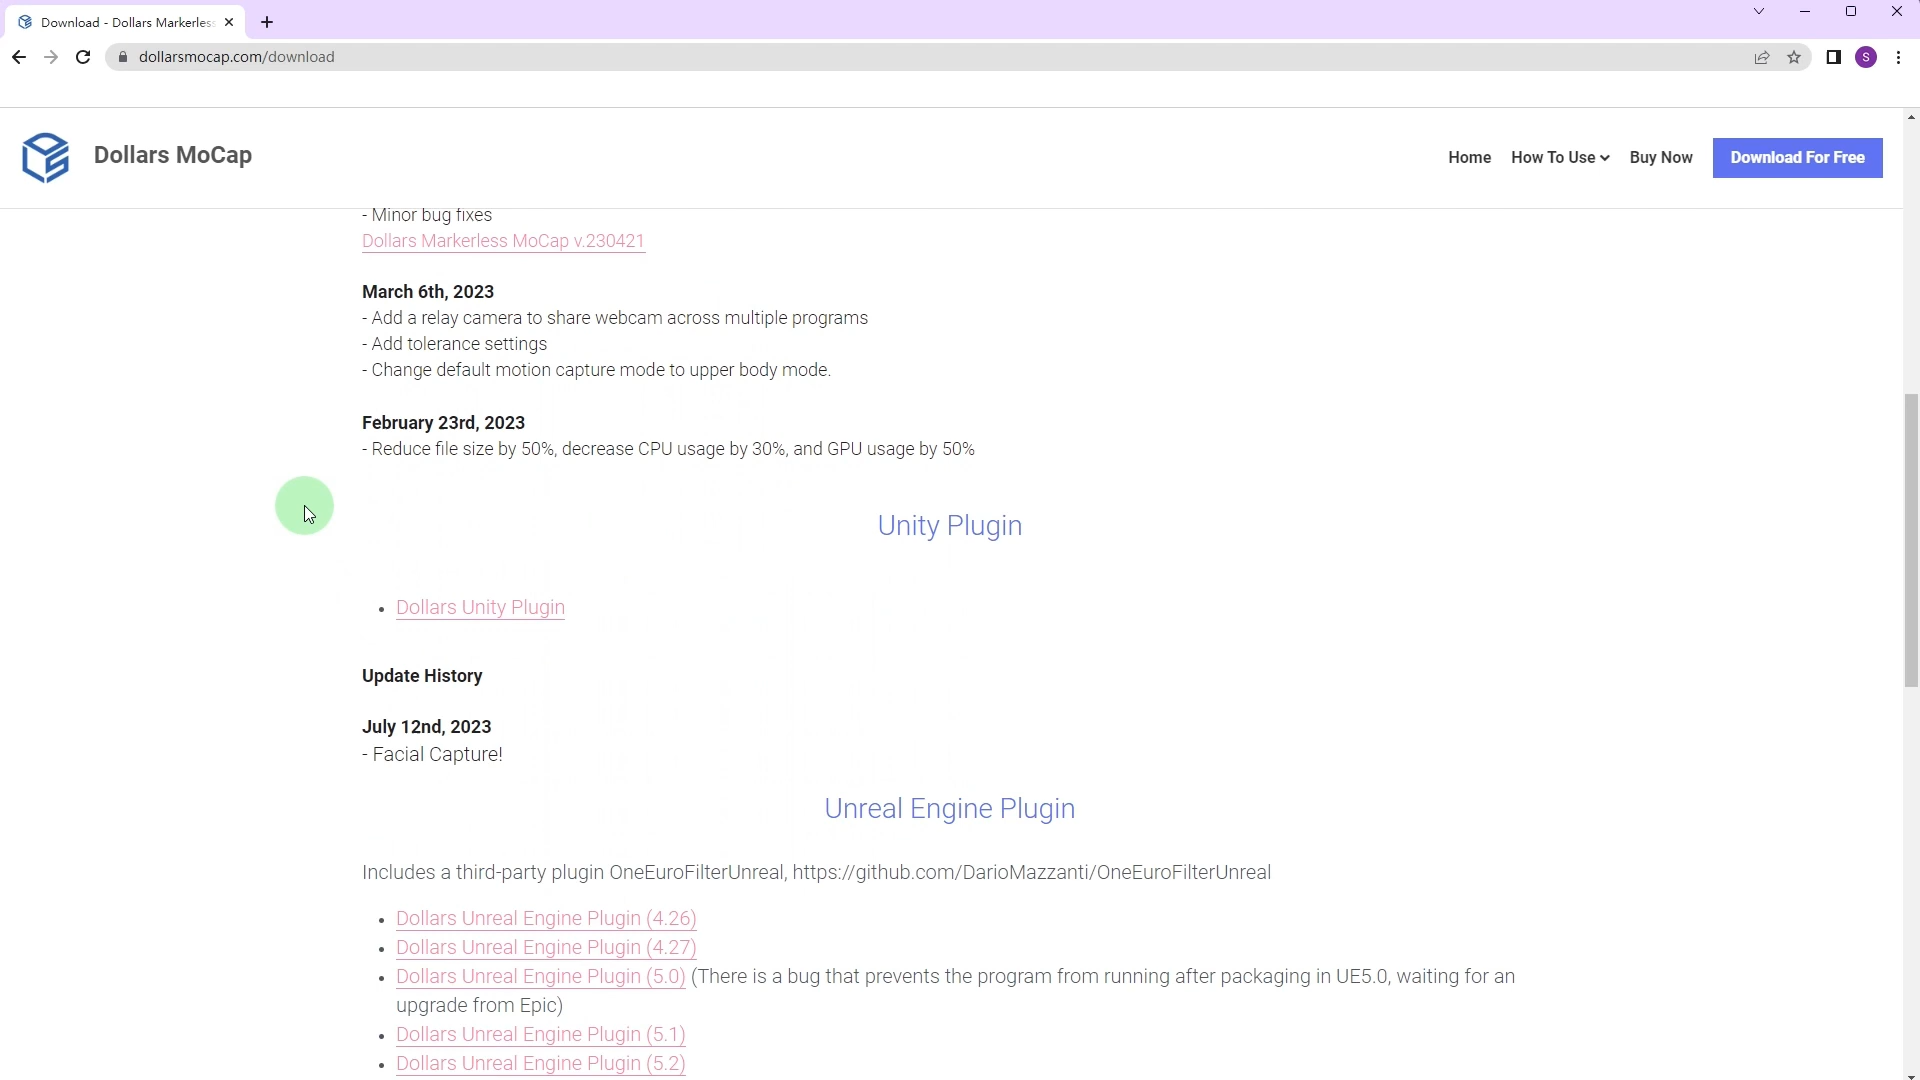 Download - Dollars Markerless
dollarsmocap.com/download
S
Dollars MoCap
Home
How To Use
Buy Now
Download For Free
- Minor bug fixes
Dollars Markerless MoCap v.230421
March 6th, 2023
- Add a relay camera to share webcam across multiple programs
- Add tolerance settings
- Change default motion capture mode to upper body mode.
February 23rd, 2023
- Reduce file size by 50%, decrease CPU usage by 30%, and GPU usage by 50%
Unity Plugin
• Dollars Unity Plugin
Update History
July 12nd, 2023
- Facial Capture!
Unreal Engine Plugin
Includes a third-party plugin OneEuroFilterUnreal, https://github.com/DarioMazzanti/OneEuroFilterUnreal
• Dollars Unreal Engine Plugin (4.26)
• Dollars Unreal Engine Plugin (4.27)
• Dollars Unreal Engine Plugin (5.0) (There is a bug that prevents the program from running after packaging in UE5.0, waiting for an
upgrade from Epic)
• Dollars Unreal Engine Plugin (5.1)
• Dollars Unreal Engine Plugin (5.2)